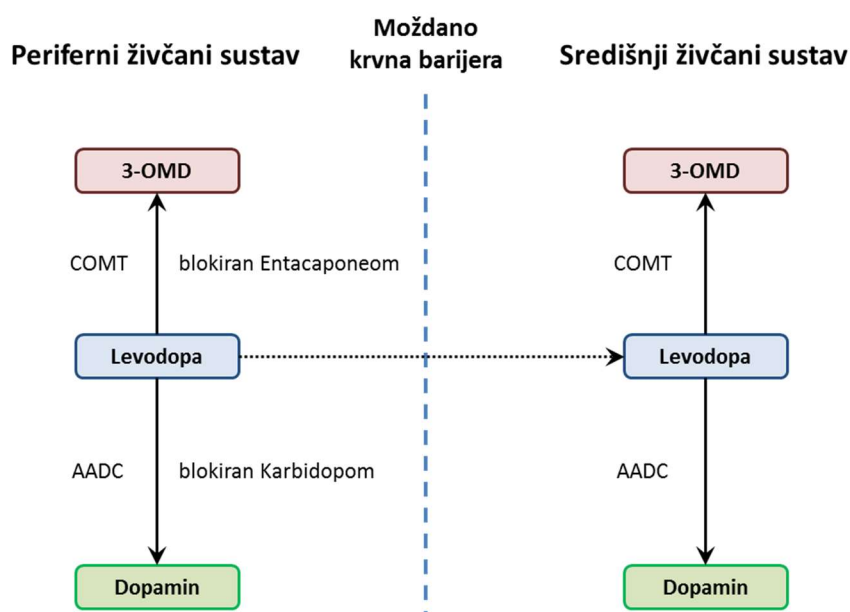 Periferni živčani sustav
Moždano
krvna barijera
Središnji živčani sustav
3-OMD
3-OMD
COMT
blokiran Entacaponeom
COMT
Levodopa
Levodopa
AADC
blokiran Karbidopom
AADC
Dopamin
Dopamin